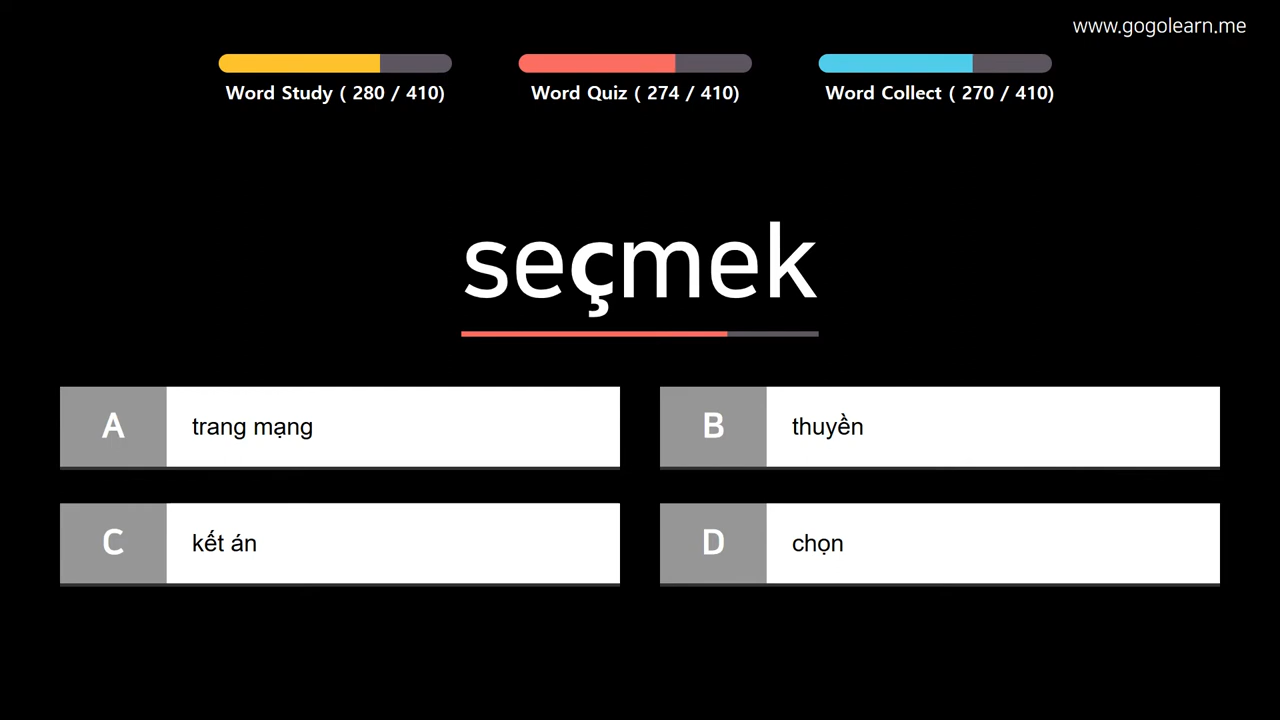 www.gogolearn.me
Word Study ( 280 / 410)
Word Quiz ( 274 / 410)
Word Collect ( 270 / 410)
seçmek
A trang mạng
B thuyền
C kết án
D chọn